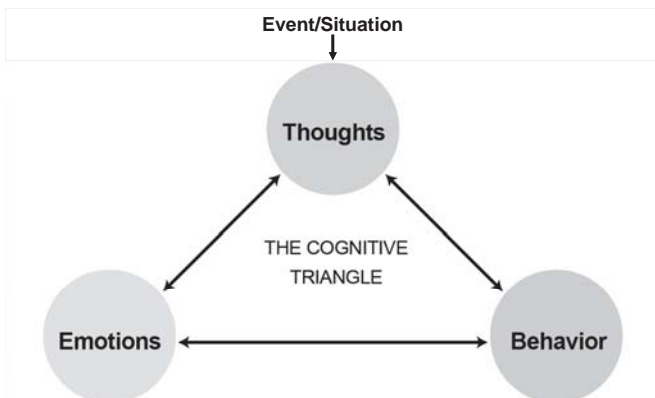 Event/Situation
Thoughts
THE COGNITIVE
TRIANGLE
Emotions
Behavior